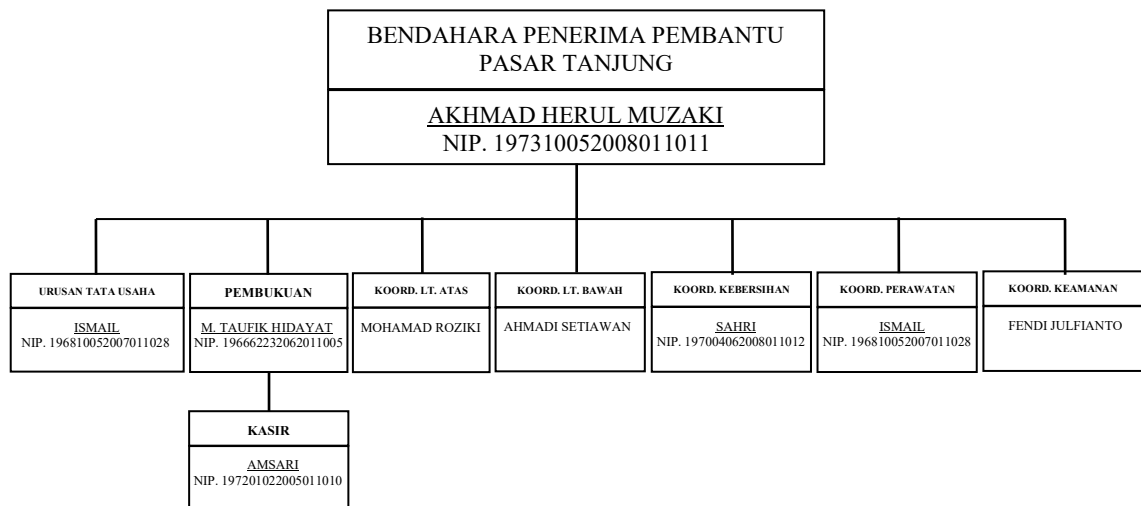 BENDAHARA PENERIMA PEMBANTU
PASAR TANJUNG
AKHMAD HERUL MUZAKI
NIP. 197310052008011011
URUSAN TATA USAHA
ISMAIL
NIP. 196810052007011028
PEMBUKUAN
M. TAUFIK HIDAYAT
NIP. 196662232062011005
KOORD. LT. ATAS
MOHAMAD ROZIKI
KOORD. LT. BAWAH
AHMADI SETIAWAN
KOORD. KEBERSIHAN
SAHRI
NIP. 197004062008011012
KOORD. PERAWATAN
ISMAIL
NIP. 196810052007011028
KOORD. KEAMANAN
FENDI JULFIANTO
KASIR
AMSARI
NIP. 197201022005011010